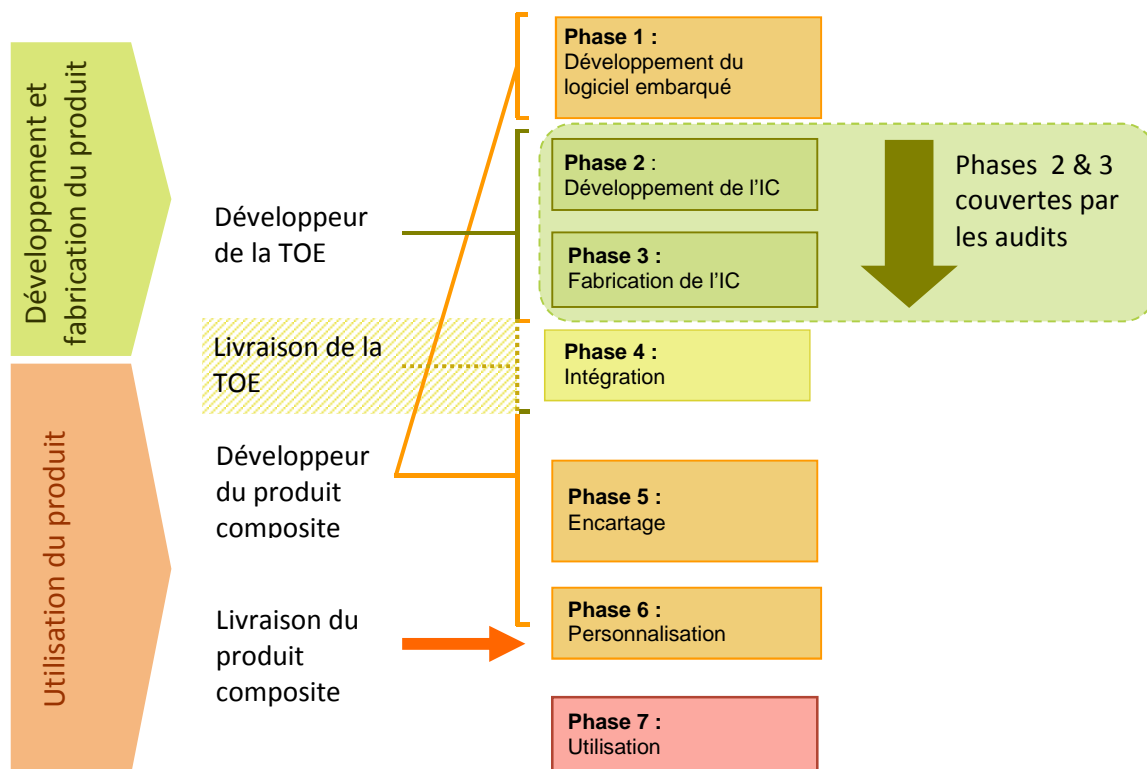 Développement et
fabrication du produit
Utilisation du produit
Développeur
de la TOE
Livraison de la
TOE
Développeur
du produit
composite
Livraison du
produit
composite
Phase 1 :
Développement du
logiciel embarqué
Phase 2 :
Développement de l'IC
Phase 3 :
Fabrication de l'IC
Phases 2 & 3
couvertes par
les audits
Phase 4 :
Intégration
Phase 5 :
Encartage
Phase 6 :
Personnalisation
Phase 7 :
Utilisation